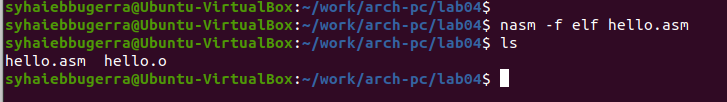 syhaiebbugerra@Ubuntu-VirtualBox:~/work/arch-pc/lab04$
syhaiebbugerra@Ubuntu-VirtualBox:~/work/arch-pc/lab04$ nasm -f elf hello.asm
syhaiebbugerra@Ubuntu-VirtualBox:~/work/arch-pc/lab04$ ls
hello.asm  hello.o
syhaiebbugerra@Ubuntu-VirtualBox:~/work/arch-pc/lab04$